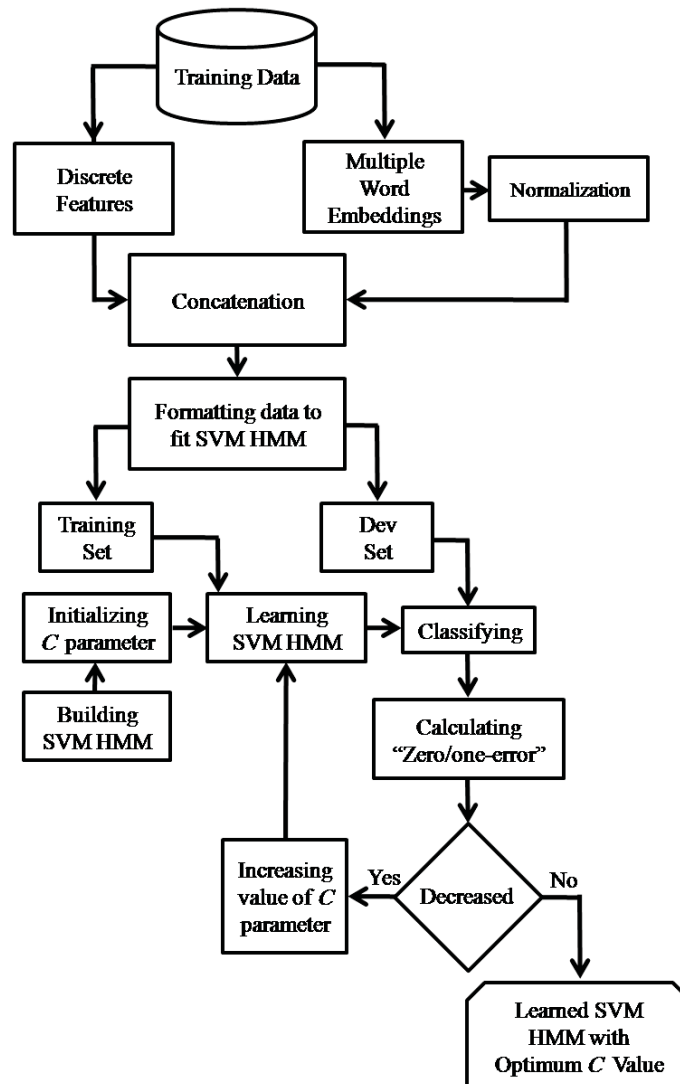 Training Data
Discrete
Features
Multiple
Word
Embeddings
Normalization
Concatenation
Formatting data to
fit SVM HMM
Training
Set
Dev
Set
Initializing
C parameter
Learning
SVM HMM
Classifying
Building
SVM HMM
Calculating
“Zero/one-error”
Increasing
value of C
parameter
Yes
Decreased
No
Learned SVM
HMM with
Optimum C Value